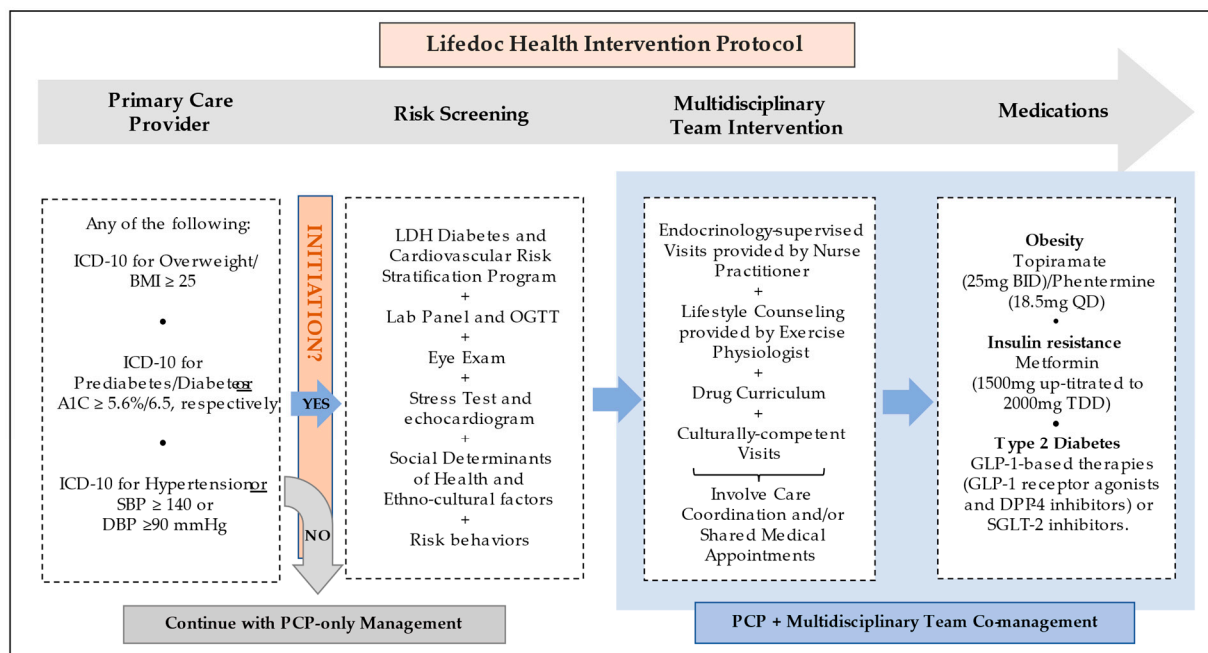 Lifedoc Health Intervention Protocol
Primary Care
Provider
Risk Screening
Multidisciplinary
Team Intervention
Medications
Any of the following:
ICD-10 for Overweight/
BMI ≥ 25
•
ICD-10 for
Prediabetes/Diabetes or
A1C ≥ 5.6%/6.5, respectively
•
ICD-10 for Hypertension or
SBP ≥ 140 or
DBP ≥90 mmHg
INITIATION?
YES
NO
LDH Diabetes and
Cardiovascular Risk
Stratification Program
+
Lab Panel and OGTT
+
Eye Exam
+
Stress Test and
echocardiogram
+
Social Determinants
of Health and
Ethno-cultural factors
+
Risk behaviors
Endocrinology-supervised
Visits provided by Nurse
Practitioner
+
Lifestyle Counseling
provided by Exercise
Physiologist
+
Drug Curriculum
+
Culturally-competent
Visits
Involve Care
Coordination and/or
Shared Medical
Appointments
Obesity
Topiramate
(25mg BID)/Phentermine
(18.5mg QD)
•
Insulin resistance
Metformin
(1500mg up-titrated to
2000mg TDD)
•
Type 2 Diabetes
GLP-1-based therapies
(GLP-1 receptor agonists
and DPP-4 inhibitors) or
SGLT-2 inhibitors.
Continue with PCP-only Management
PCP + Multidisciplinary Team Co-management